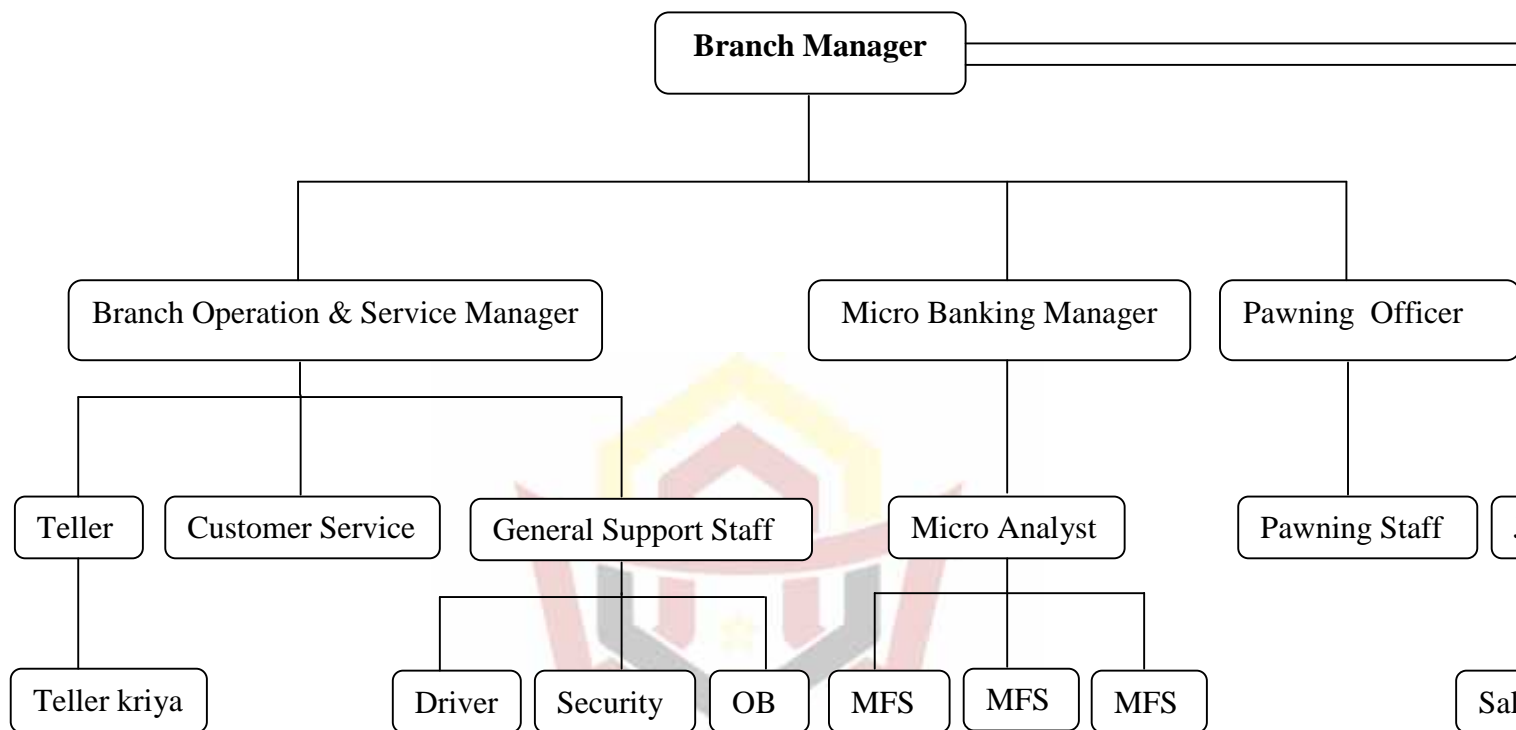 Branch Manager
Branch Operation & Service Manager
Micro Banking Manager
Pawning Officer
Teller
Customer Service
General Support Staff
Micro Analyst
Pawning Staff
Teller kriya
Driver
Security
OB
MFS
MFS
MFS